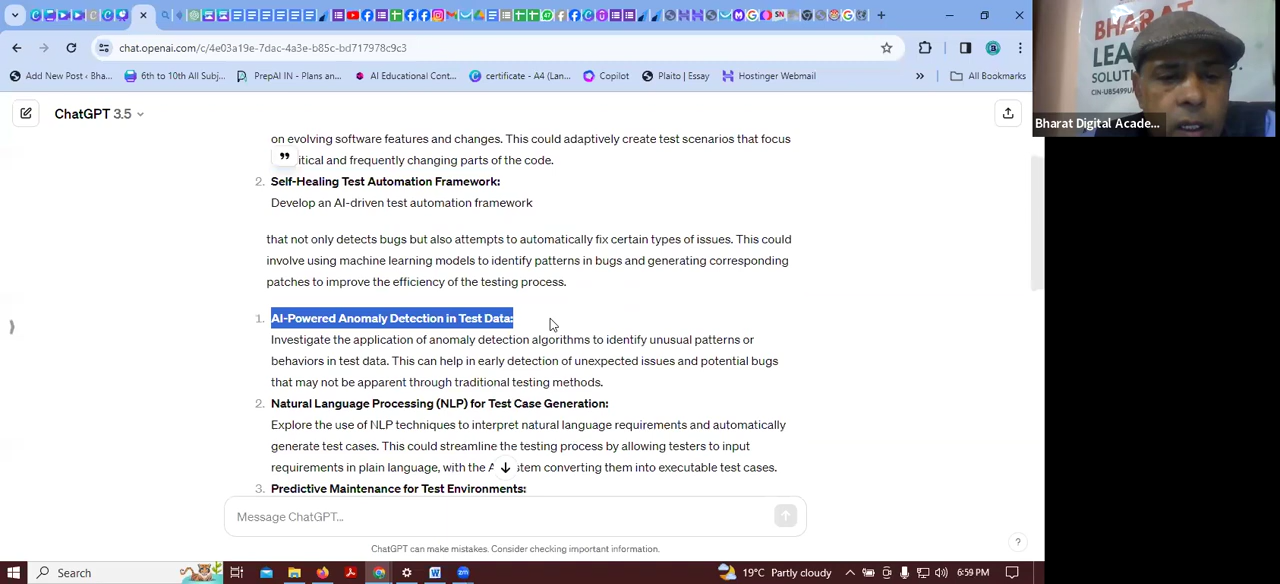 chat.openai.com/c/4e03a19e-7dac-4a3e-b85c-bd717978c9c3
Add New Post ‹ Bha...
6th to 10th All Subj...
PrepAI IN - Plans an...
AI Educational Cont...
certificate - A4 (Lan...
Copilot
Plaito | Essay
Hostinger Webmail
»
All Bookmarks
BHARAT
LEA
SOLUTION
CIN-U85499U
Bharat Digital Acade...
ChatGPT 3.5
on evolving software features and changes. This could adaptively create test scenarios that focus
itical and frequently changing parts of the code.
2. Self-Healing Test Automation Framework:
Develop an AI-driven test automation framework
that not only detects bugs but also attempts to automatically fix certain types of issues. This could
involve using machine learning models to identify patterns in bugs and generating corresponding
patches to improve the efficiency of the testing process.
1. AI-Powered Anomaly Detection in Test Data:
Investigate the application of anomaly detection algorithms to identify unusual patterns or
behaviors in test data. This can help in early detection of unexpected issues and potential bugs
that may not be apparent through traditional testing methods.
2. Natural Language Processing (NLP) for Test Case Generation:
Explore the use of NLP techniques to interpret natural language requirements and automatically
generate test cases. This could streamline the testing process by allowing testers to input
requirements in plain language, with the A stem converting them into executable test cases.
3. Predictive Maintenance for Test Environments:
Message ChatGPT...
ChatGPT can make mistakes. Consider checking important information.
?
Search
19°C Partly cloudy
6:59 PM